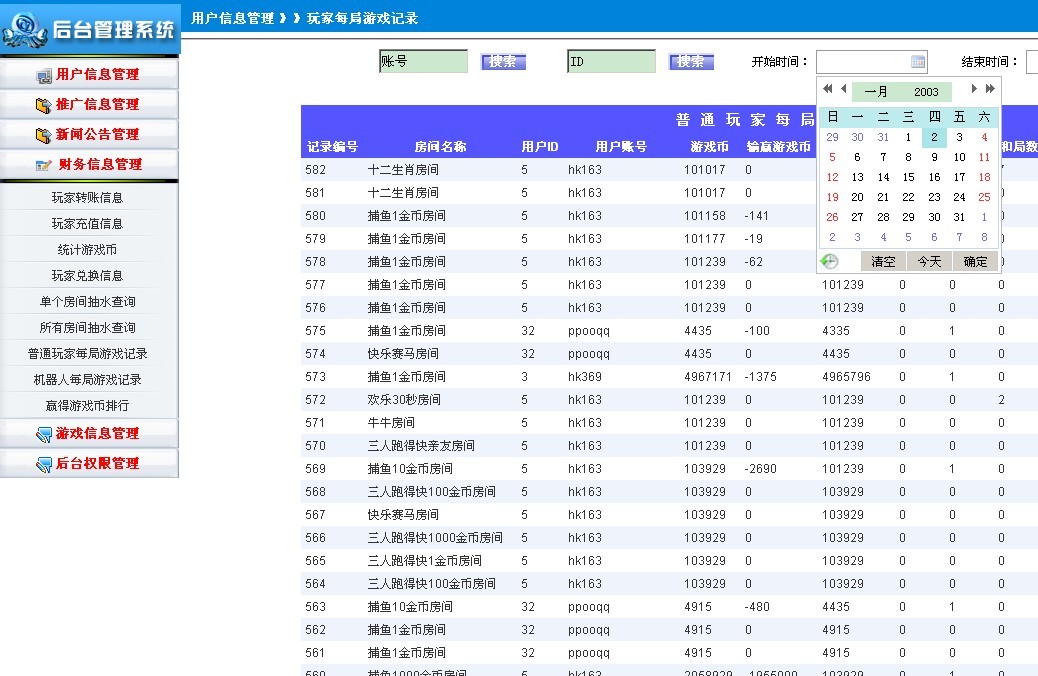 后台管理系统
用户信息管理 》 》 玩家每局游戏记录
用户信息管理
推广信息管理
新闻公告管理
财务信息管理
玩家转账信息
玩家充值信息
统计游戏币
玩家兑换信息
单个房间抽水查询
所有房间抽水查询
普通玩家每局游戏记录
机器人每局游戏记录
赢得游戏币排行
游戏信息管理
后台权限管理
账号 搜索 ID 搜索 开始时间： 结束时间：
一月 2003
日 一 二 三 四 五 六
29 30 31 1 2 3 4
5 6 7 8 9 10 11
12 13 14 15 16 17 18
19 20 21 22 23 24 25
26 27 28 29 30 31 1
2 3 4 5 6 7 8
清空 今天 确定
普 通 玩 家 每 局
记录编号 房间名称 用户ID 用户账号 游戏币 输赢游戏币 和局数
582 十二生肖房间 5 hk163 101017 0
581 十二生肖房间 5 hk163 101017 0
580 捕鱼1金币房间 5 hk163 101158 -141
579 捕鱼1金币房间 5 hk163 101177 -19
578 捕鱼1金币房间 5 hk163 101239 -62
577 捕鱼1金币房间 5 hk163 101239 0 101239 0 0 0
576 捕鱼1金币房间 5 hk163 101239 0 101239 0 0 0
575 捕鱼1金币房间 32 ppooqq 4435 -100 4335 0 1 0
574 快乐赛马房间 32 ppooqq 4435 0 4435 0 0 0
573 捕鱼1金币房间 3 hk369 4967171 -1375 4965796 0 1 0
572 欢乐30秒房间 5 hk163 101239 0 101239 0 0 2
571 牛牛房间 5 hk163 101239 0 101239 0 0 0
570 三人跑得快亲友房间 5 hk163 101239 0 101239 0 0 0
569 捕鱼10金币房间 5 hk163 103929 -2690 101239 0 1 0
568 三人跑得快100金币房间 5 hk163 103929 0 103929 0 0 0
567 快乐赛马房间 5 hk163 103929 0 103929 0 0 0
566 三人跑得快1000金币房间 5 hk163 103929 0 103929 0 0 0
565 三人跑得快1金币房间 5 hk163 103929 0 103929 0 0 0
564 三人跑得快100金币房间 5 hk163 103929 0 103929 0 0 0
563 捕鱼10金币房间 32 ppooqq 4915 -480 4435 0 1 0
562 捕鱼1金币房间 32 ppooqq 4915 0 4915 0 0 0
561 捕鱼1金币房间 32 ppooqq 4915 0 4915 0 0 0
560 捕鱼1000金币房间 5 hk163 2058929 -1955000 103929 0 1 0